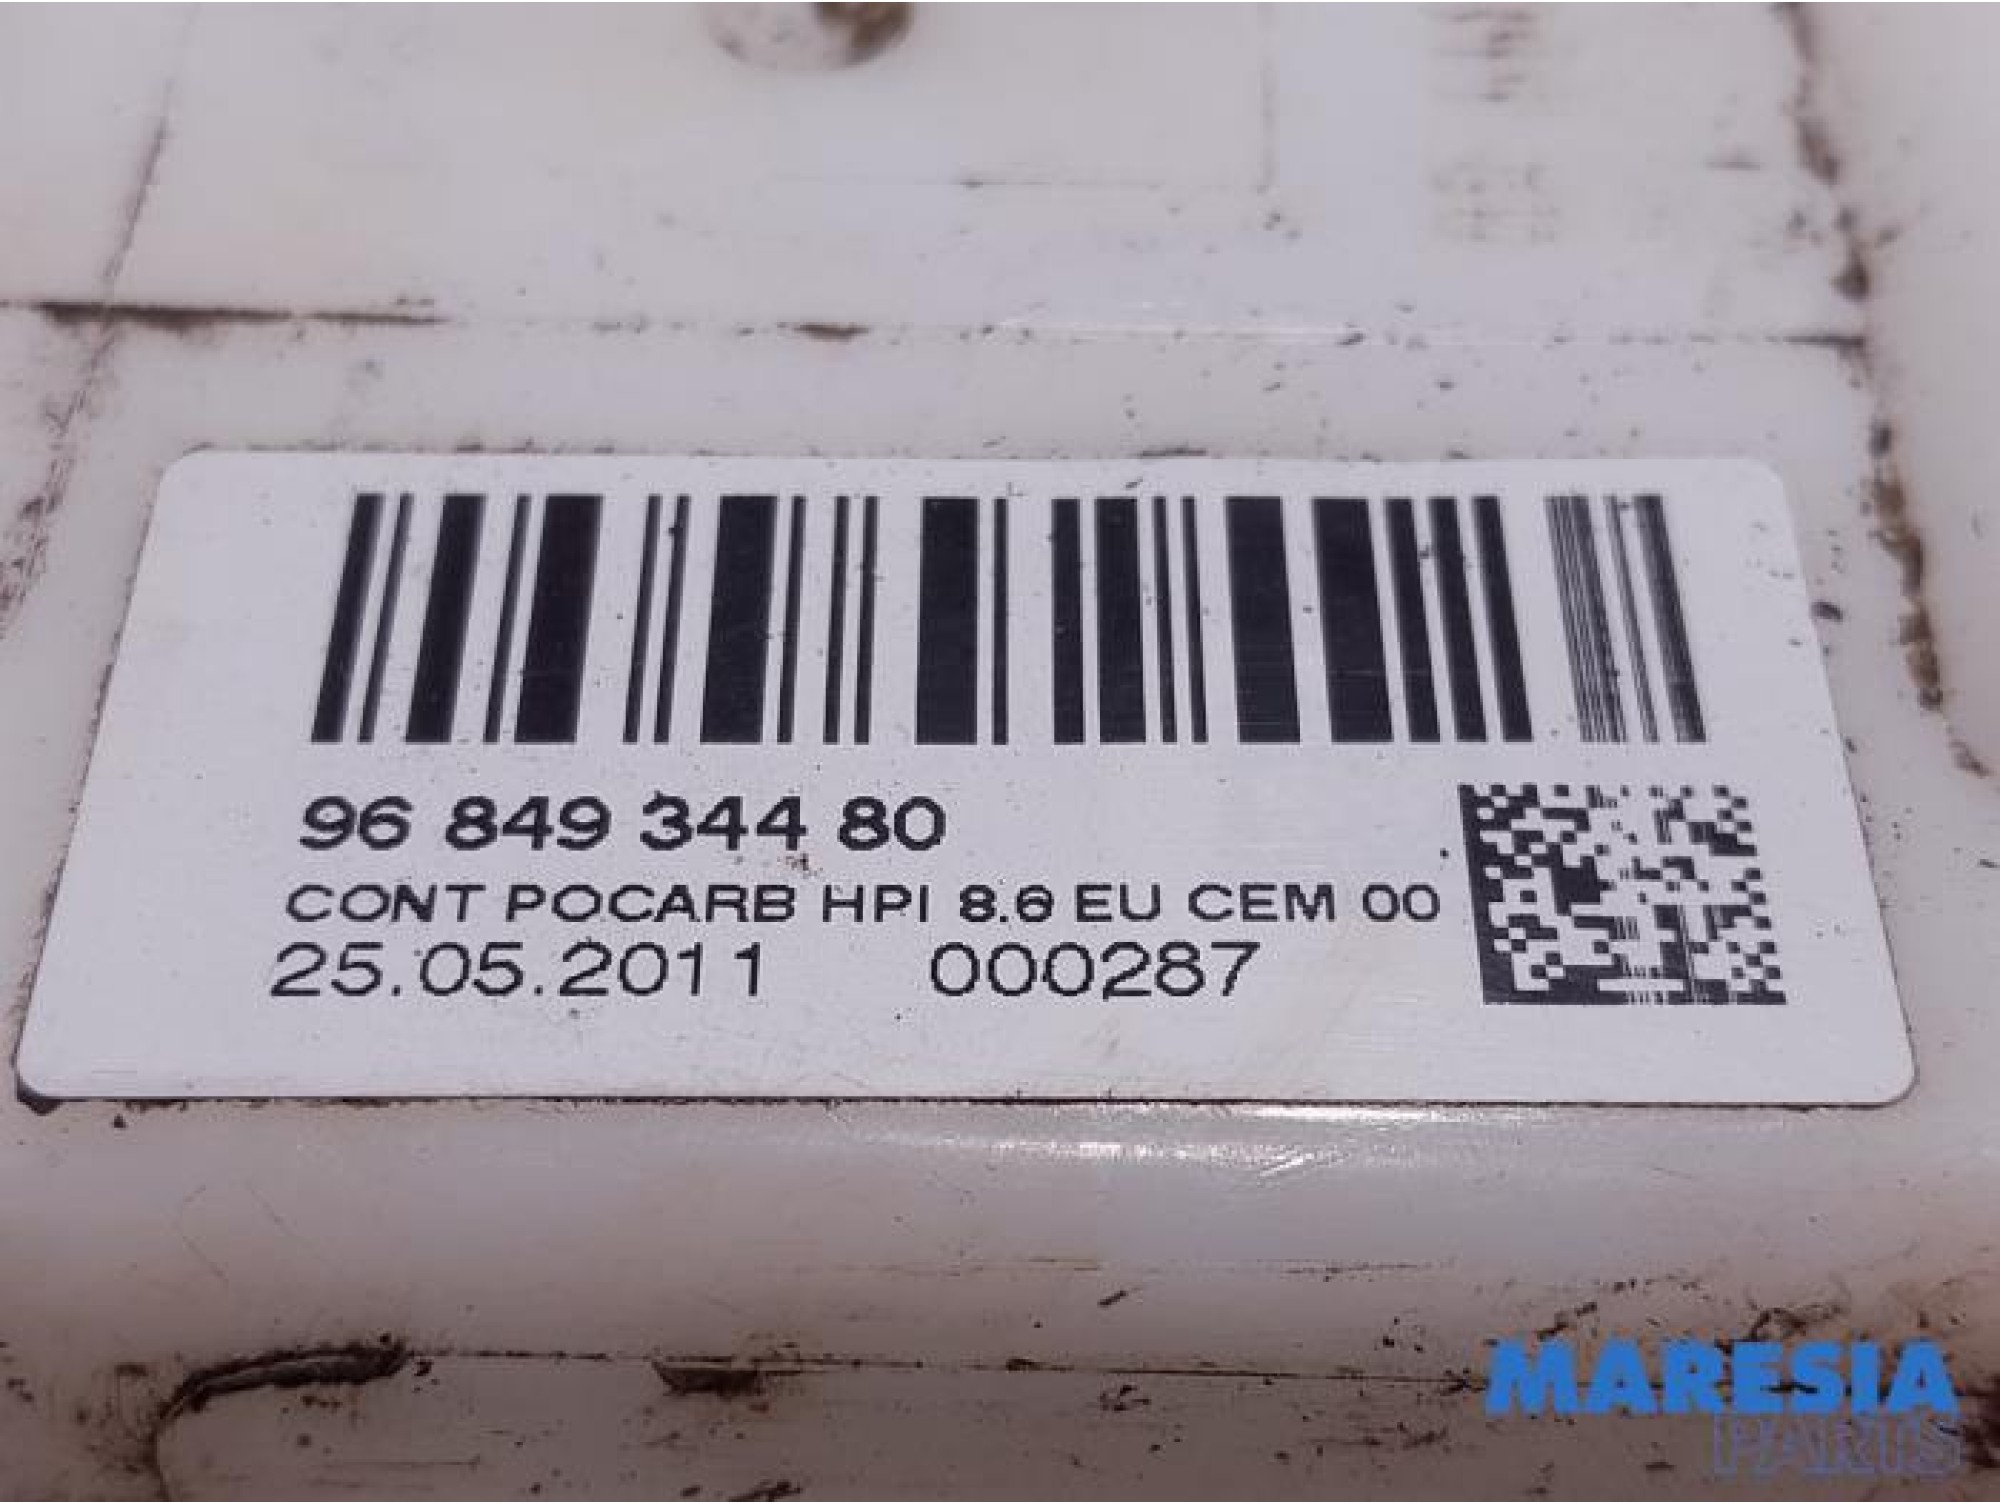 96 849 344 80
CONT POCARB HPI 8.6 EU CEM 00
25.05.2011 000287
MARESIA
PARTS